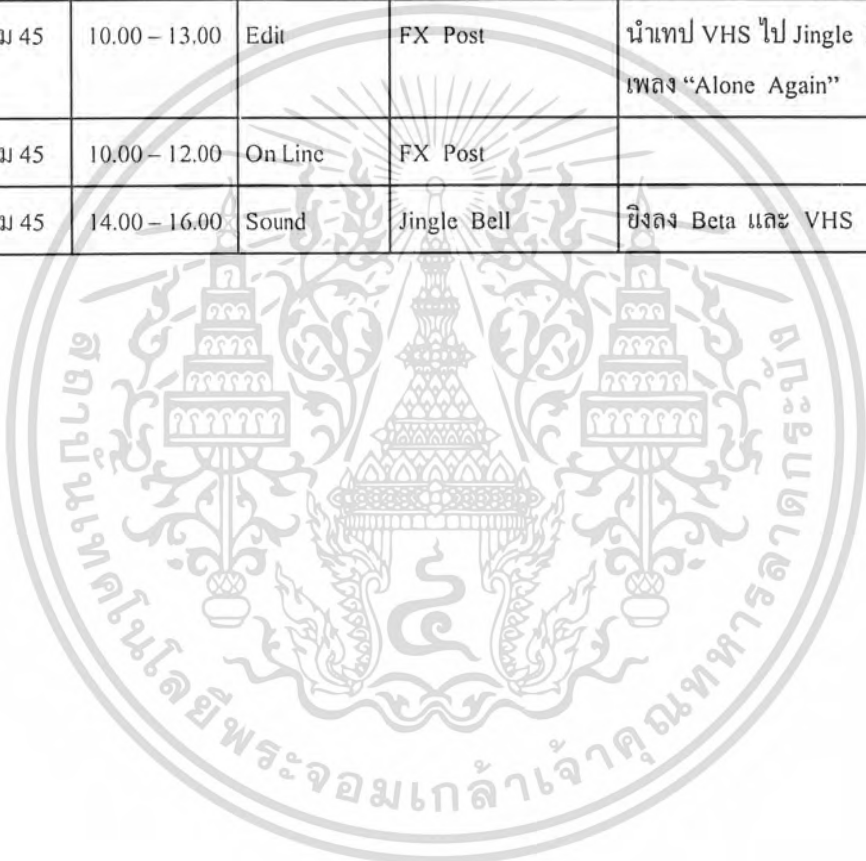 ม 45 10.00 – 13.00 Edit FX Post นำเทป VHS ไป Jingle
เพลง “Alone Again”
ม 45 10.00 – 12.00 On Line FX Post
ม 45 14.00 – 16.00 Sound Jingle Bell ยิงลง Beta และ VHS
สถาบันเทคโนโลยีพระจอมเกล้าเจ้าคุณทหารลาดกระบัง